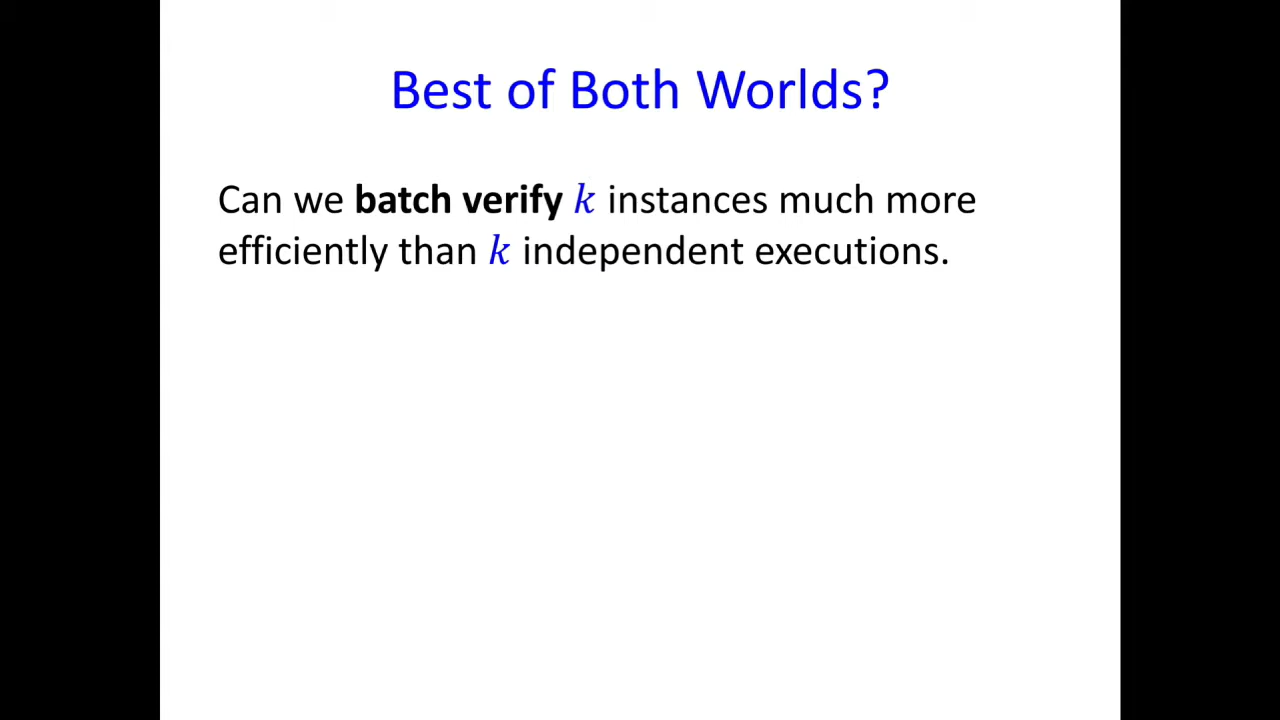 Best of Both Worlds?
Can we batch verify k instances much more
efficiently than k independent executions.